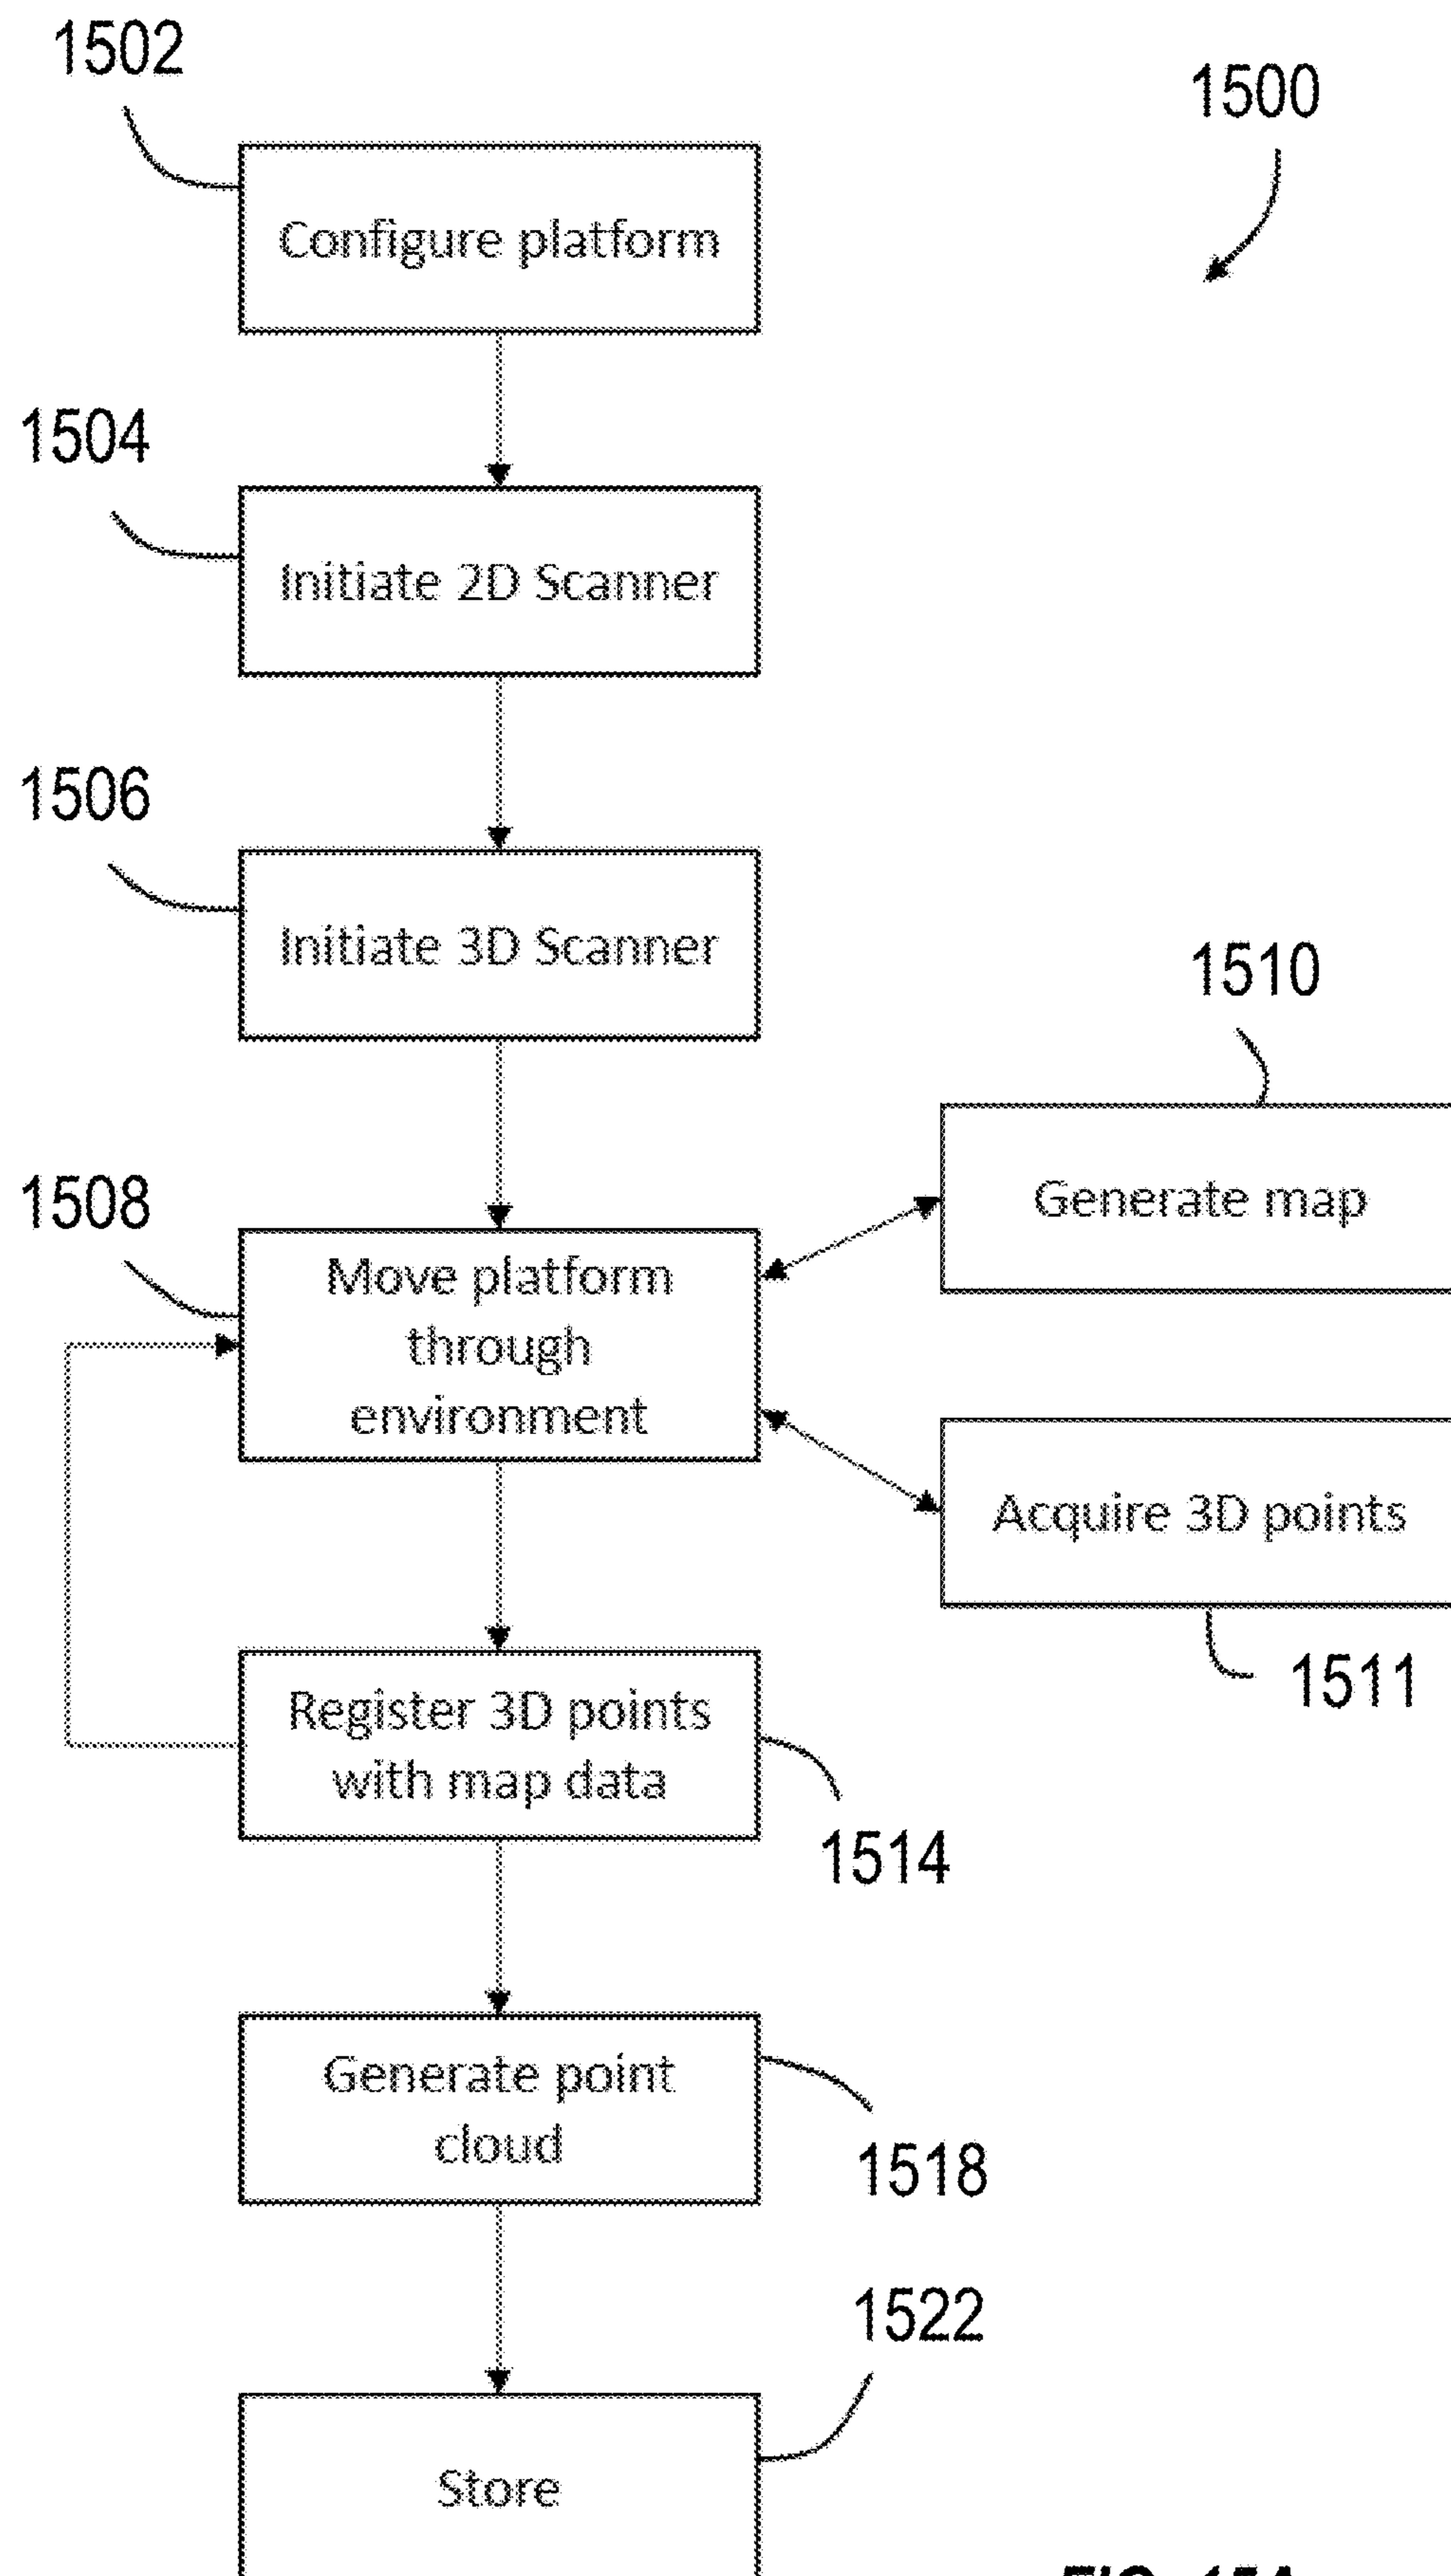 1502
1500
Configure platform
1504
Initiate 2D Scanner
1506
Initiate 3D Scanner
1510
Generate map
1508
Move platform
through
environment
Acquire 3D points
1511
Register 3D points
with map data
1514
Generate point
cloud
1518
1522
Store